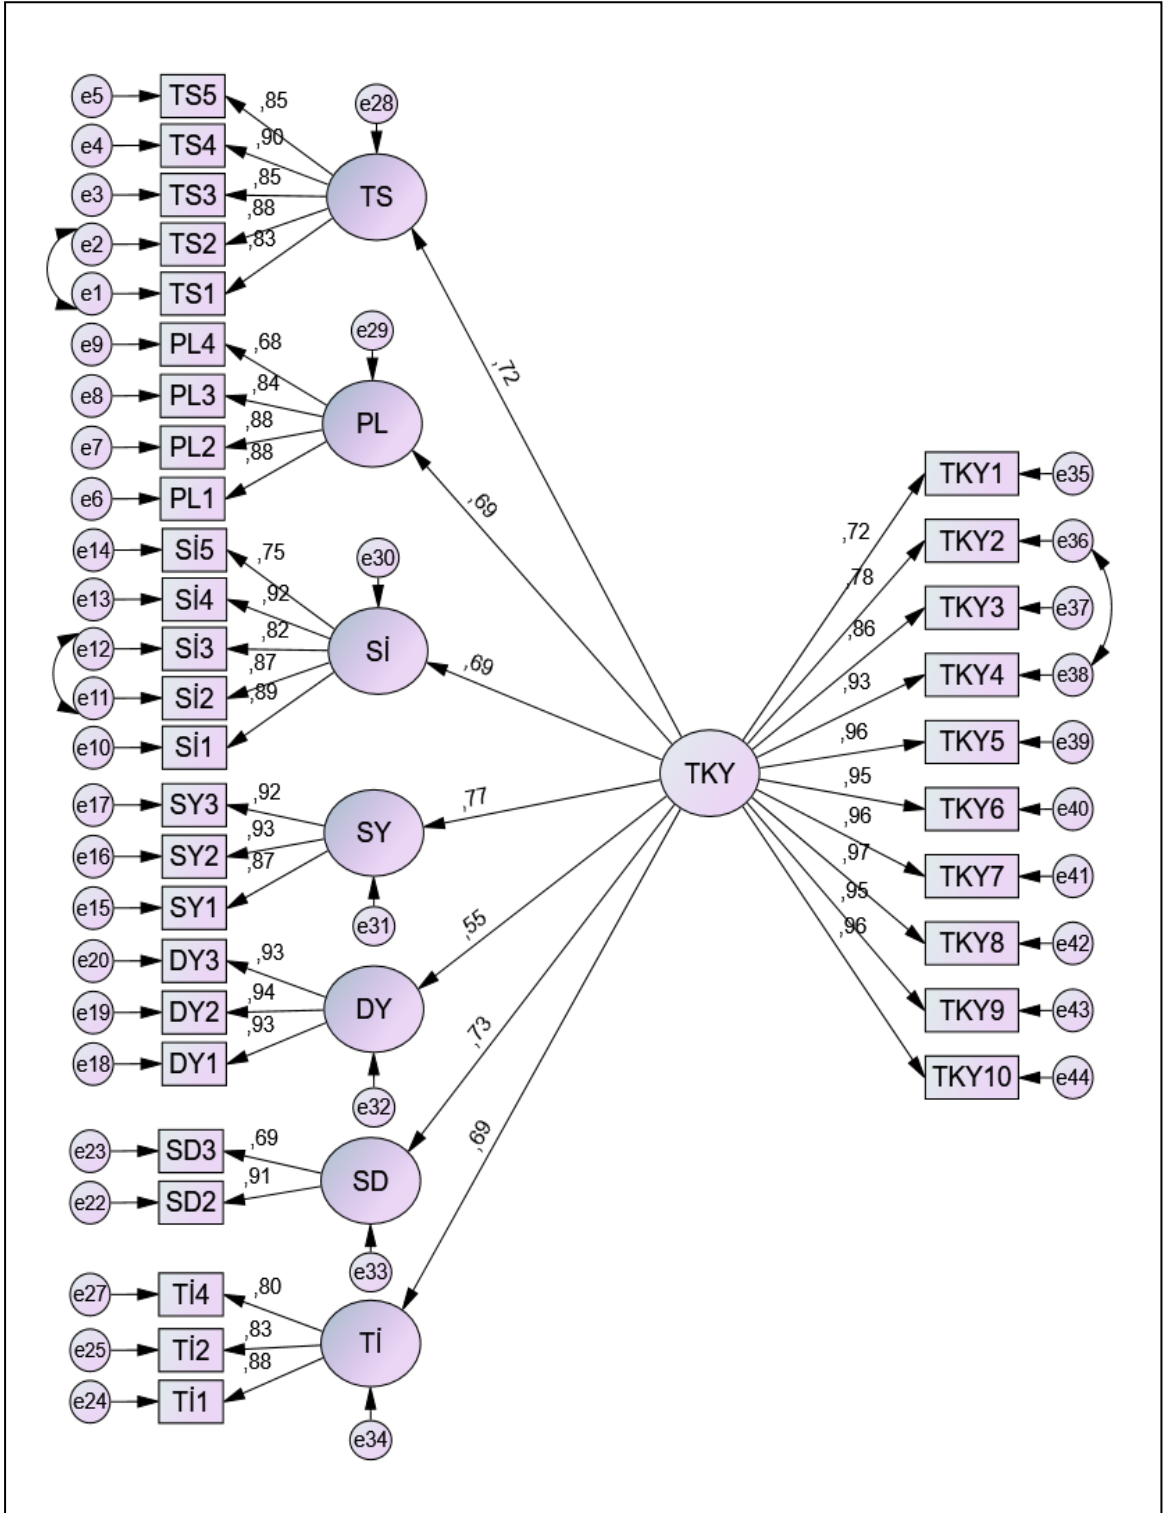 e5 TS5 ,85 e28
e4 TS4 ,90
e3 TS3 ,85 TS
e2 TS2 ,88
e1 TS1 ,83
e9 PL4 ,68 e29
e8 PL3 ,84
e7 PL2 ,88 PL
e6 PL1 ,88
e14 Sİ5 ,75 e30
e13 Sİ4 ,92
e12 Sİ3 ,82 Sİ
e11 Sİ2 ,87
e10 Sİ1 ,89
e17 SY3 ,92
e16 SY2 ,93 SY
e15 SY1 ,87 e31
e20 DY3 ,93
e19 DY2 ,94 DY
e18 DY1 ,93 e32
e23 SD3 ,69
e22 SD2 ,91 SD
e33
e27 Tİ4 ,80
e25 Tİ2 ,83 Tİ
e24 Tİ1 ,88
e34
,72
,69
,69
,77
,55
,73
,69
TKY
,72 TKY1 e35
,78 TKY2 e36
,86 TKY3 e37
,93 TKY4 e38
,96 TKY5 e39
,95 TKY6 e40
,96 TKY7 e41
,97 TKY8 e42
,95 TKY9 e43
,96 TKY10 e44